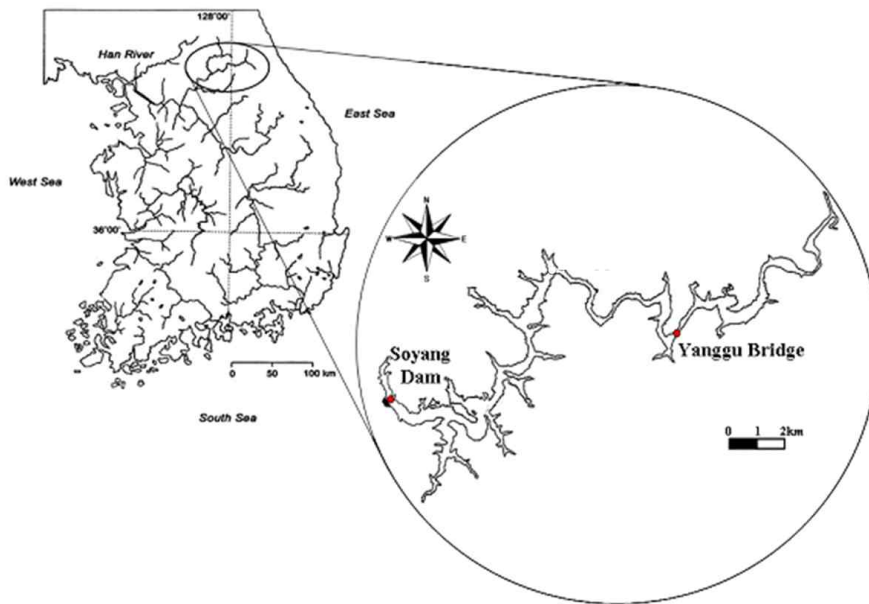 128°00'
Han River
East Sea
West Sea
36°00'
0 50 100 km
South Sea
N
W E
S
Soyang
Dam
Yanggu Bridge
0 1 2km